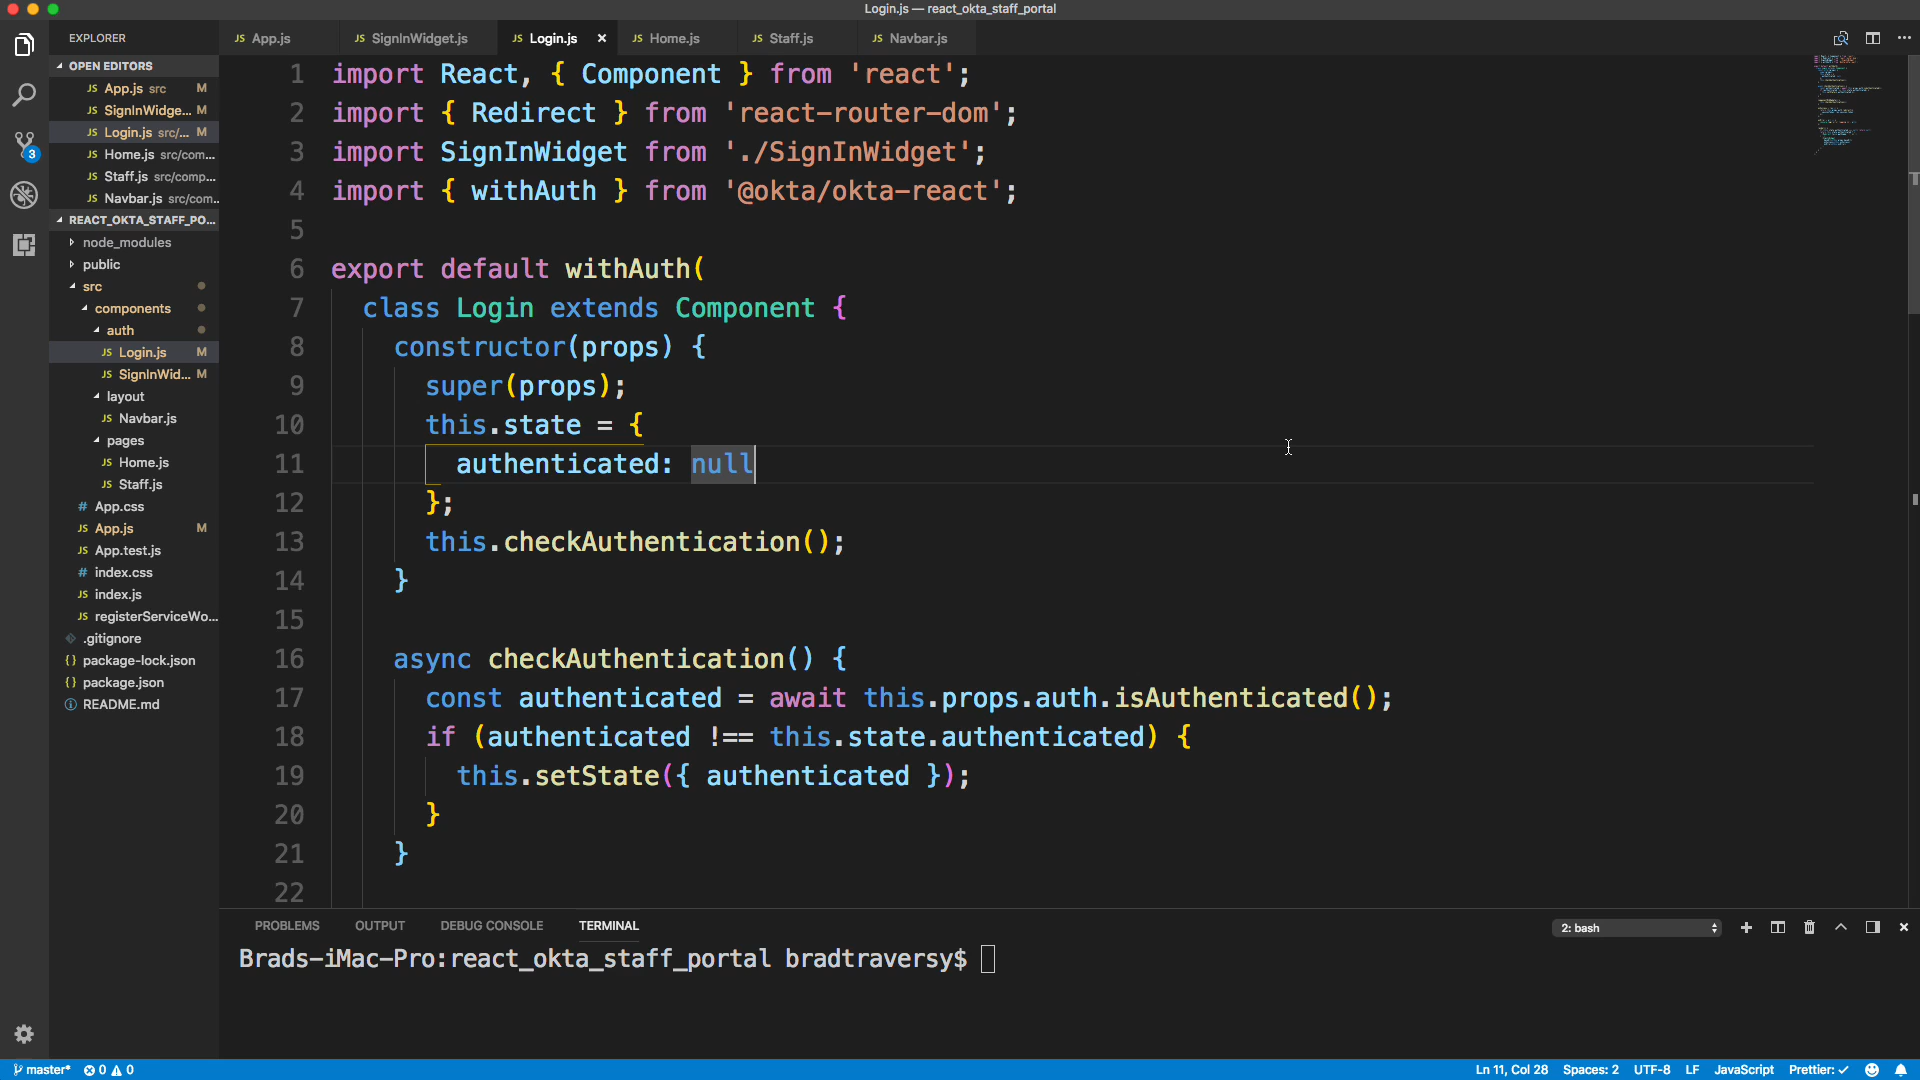 Login.js — react_okta_staff_portal
EXPLORER
OPEN EDITORS
JS App.js src M
JS SignInWidge... M
JS Login.js src/... M
JS Home.js src/com...
JS Staff.js src/comp...
JS Navbar.js src/com...
REACT_OKTA_STAFF_PO...
node_modules
public
src
components
auth
JS Login.js M
JS SignInWid... M
layout
JS Navbar.js
pages
JS Home.js
JS Staff.js
# App.css
JS App.js M
JS App.test.js
# index.css
JS index.js
JS registerServiceWo...
.gitignore
{} package-lock.json
{} package.json
README.md
3
JS App.js JS SignInWidget.js JS Login.js × JS Home.js JS Staff.js JS Navbar.js
1 import React, { Component } from 'react';
2 import { Redirect } from 'react-router-dom';
3 import SignInWidget from './SignInWidget';
4 import { withAuth } from '@okta/okta-react';
5
6 export default withAuth(
7 class Login extends Component {
8 constructor(props) {
9 super(props);
10 this.state = {
11 authenticated: null
12 };
13 this.checkAuthentication();
14 }
15
16 async checkAuthentication() {
17 const authenticated = await this.props.auth.isAuthenticated();
18 if (authenticated !== this.state.authenticated) {
19 this.setState({ authenticated });
20 }
21 }
22
PROBLEMS OUTPUT DEBUG CONSOLE TERMINAL 2: bash
Brads-iMac-Pro:react_okta_staff_portal bradtraversy$
master* 0 0 Ln 11, Col 28 Spaces: 2 UTF-8 LF JavaScript Prettier: ✓